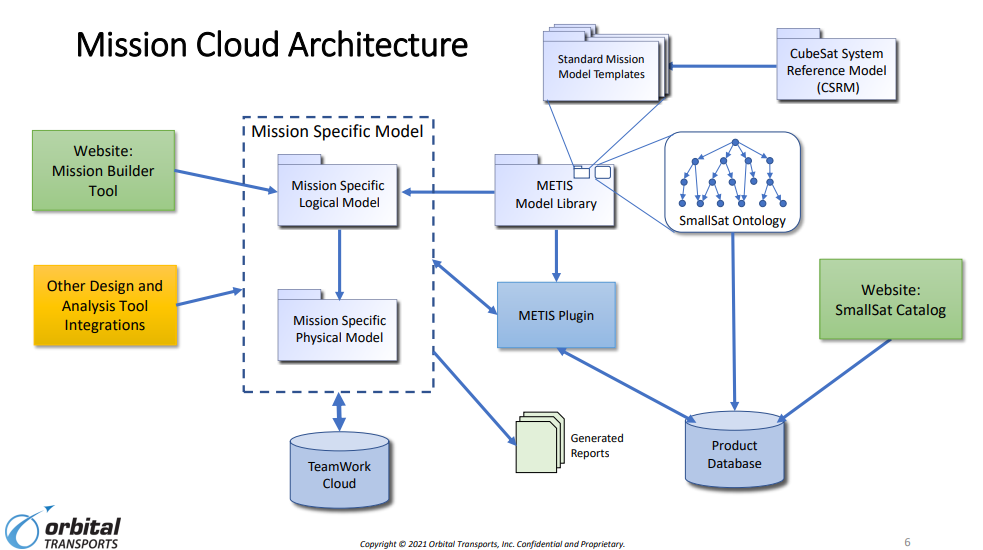 Mission Cloud Architecture
Standard Mission
Model Templates
CubeSat System
Reference Model
(CSRM)
Website:
Mission Builder
Tool
Mission Specific Model
Mission Specific
Logical Model
METIS
Model Library
SmallSat Ontology
Other Design and
Analysis Tool
Integrations
Mission Specific
Physical Model
METIS Plugin
Website:
SmallSat Catalog
TeamWork
Cloud
Generated
Reports
Product
Database
orbital
TRANSPORTS
Copyright © 2021 Orbital Transports, Inc. Confidential and Proprietary.
6